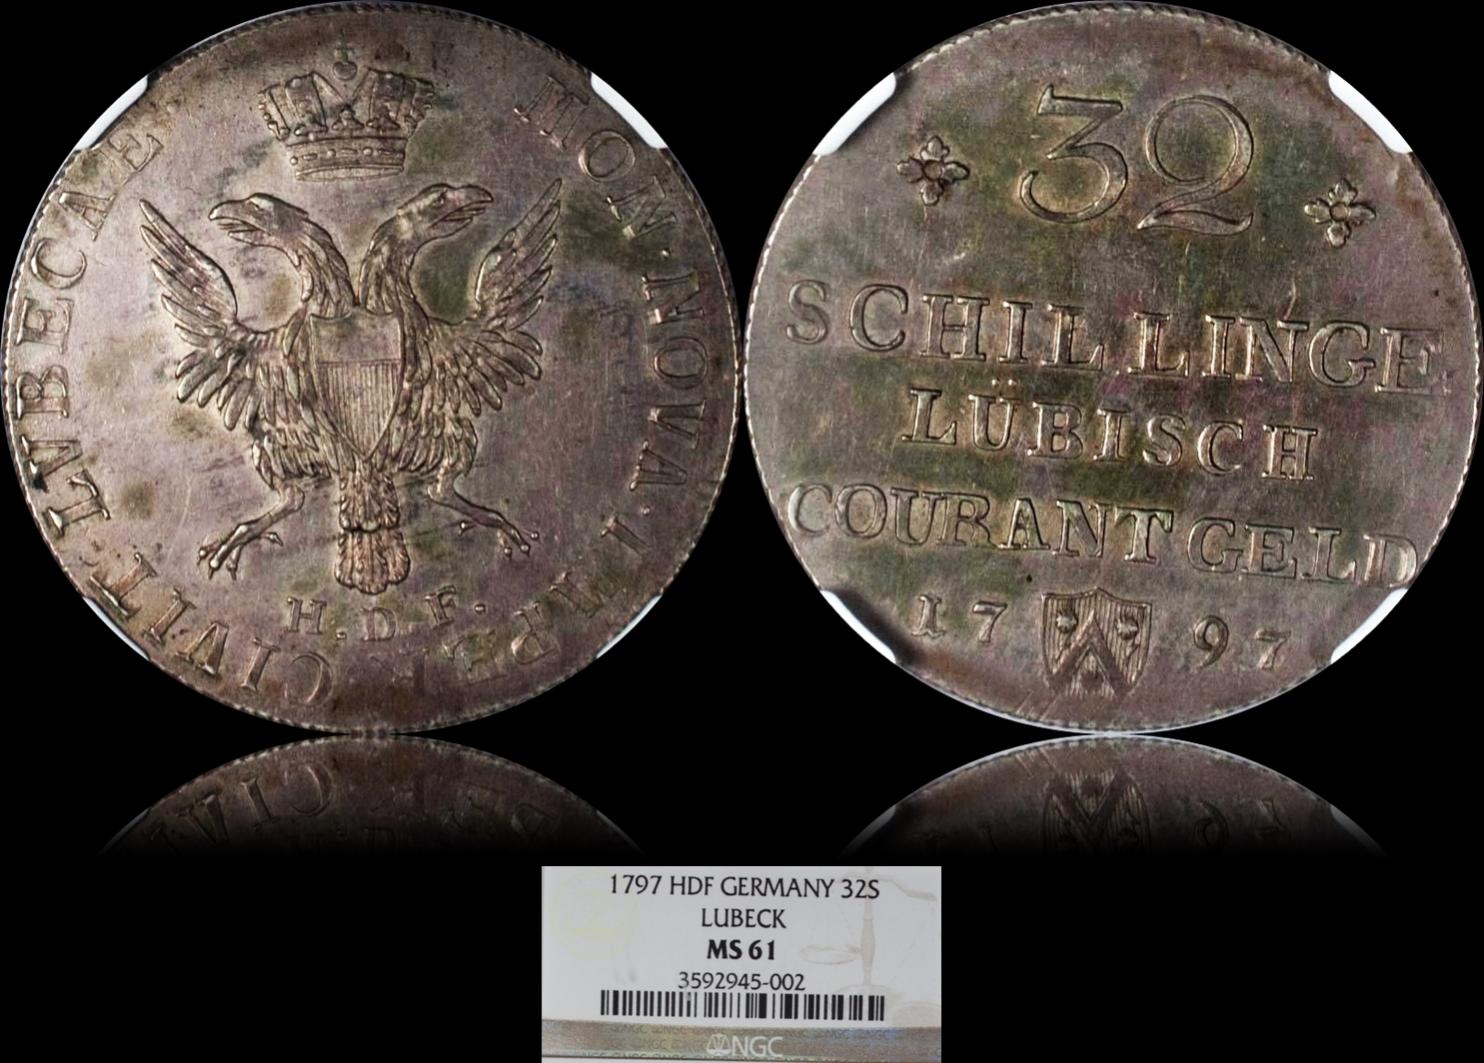 MON. NOVA. IMPER. CIVIT. LVBECAE.
H. D. F.
32
SCHILLINGE
LÜBISCH
COURANT GELD
17 97
1797 HDF GERMANY 32S
LUBECK
MS 61
3592945-002
NGC